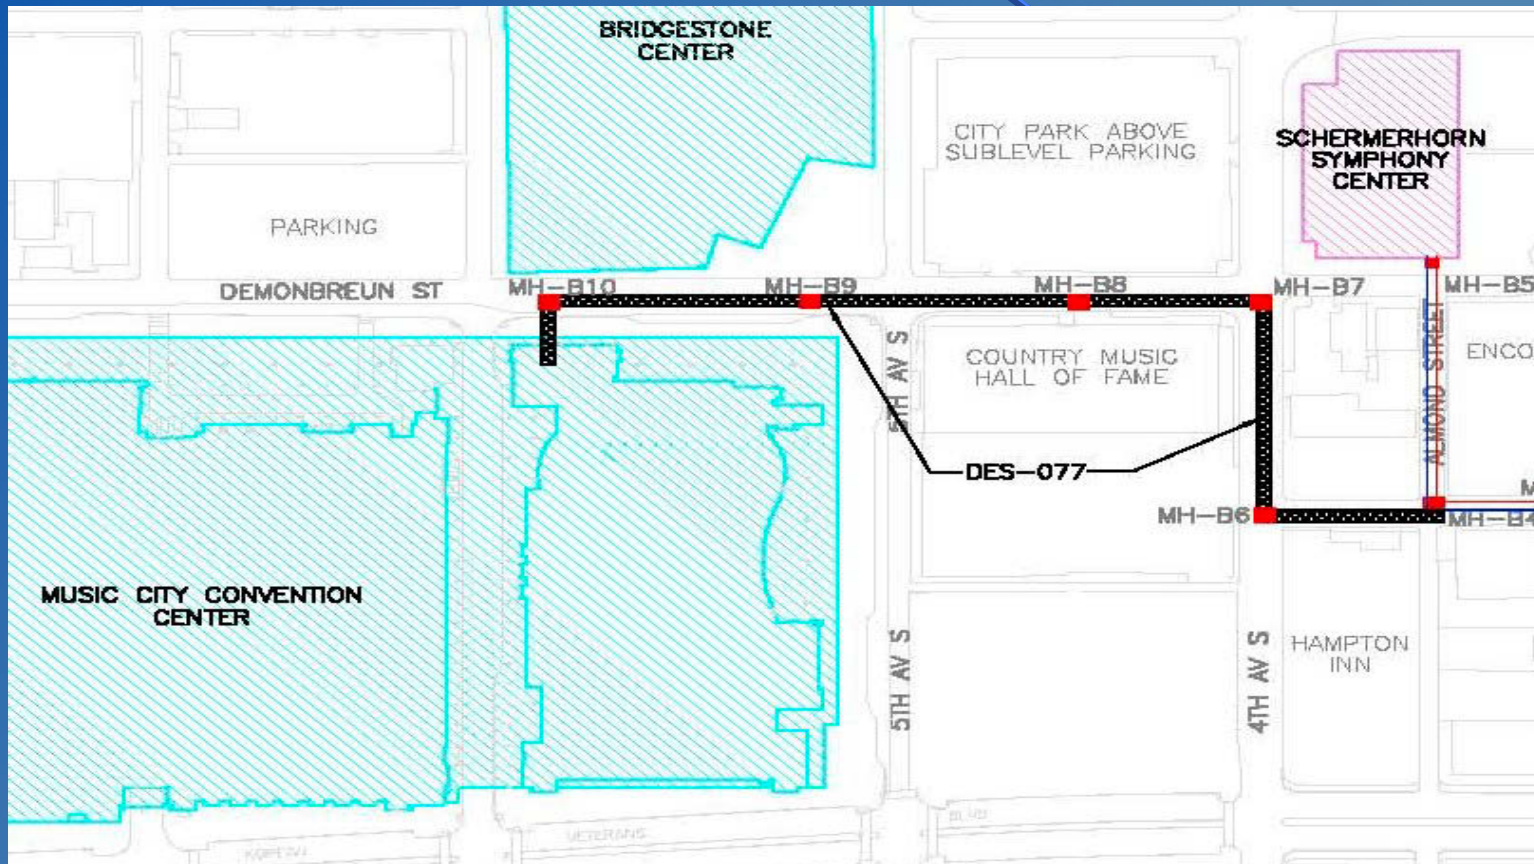 BRIDGESTONE
CENTER
CITY PARK ABOVE
SUBLEVEL PARKING
SCHERMERHORN
SYMPHONY
CENTER
PARKING
DEMONBREUN ST
MH-B10
MH-B9
MH-B8
MH-B7
MH-B5
5TH AV S
COUNTRY MUSIC
HALL OF FAME
ALMOND STREET
ENCO
DES-077
M
MH-B6
MH-B4
MUSIC CITY CONVENTION
CENTER
5TH AV S
4TH AV S
HAMPTON
INN
BLVD
VETERANS
KOREAN